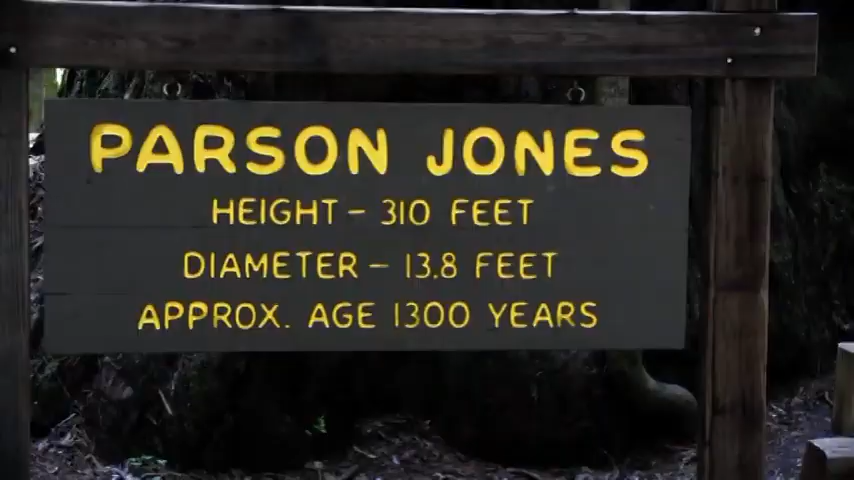 PARSON JONES
HEIGHT – 310 FEET
DIAMETER – 13.8 FEET
APPROX. AGE 1300 YEARS